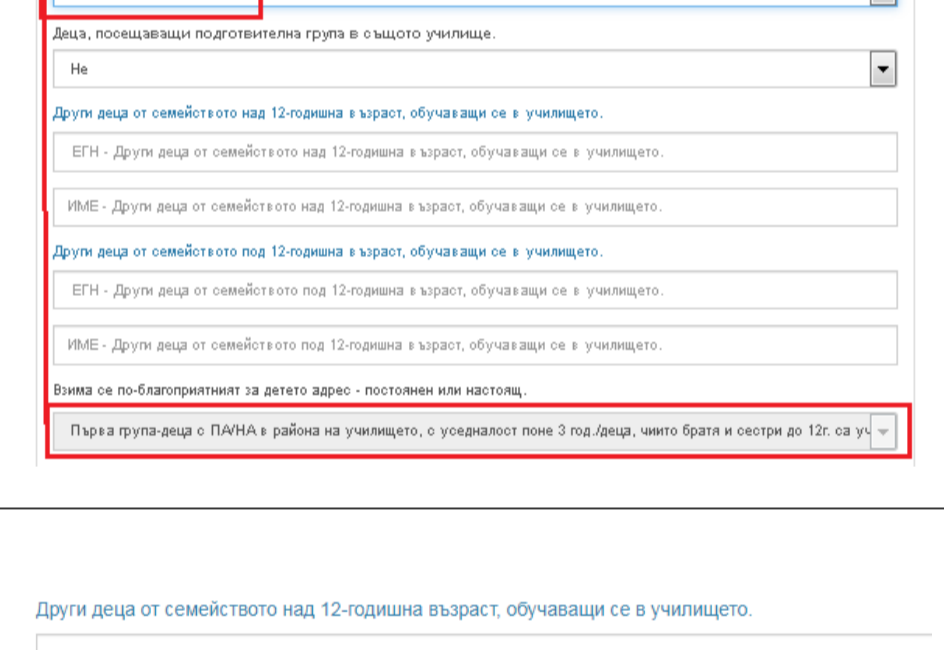 Деца, посещаващи подготвителна група в същото училище.
Не
Други деца от семейството над 12-годишна възраст, обучаващи се в училището.
ЕГН - Други деца от семейството над 12-годишна възраст, обучаващи се в училището.
ИМЕ - Други деца от семейството над 12-годишна възраст, обучаващи се в училището.
Други деца от семейството под 12-годишна възраст, обучаващи се в училището.
ЕГН - Други деца от семейството под 12-годишна възраст, обучаващи се в училището.
ИМЕ - Други деца от семейството под 12-годишна възраст, обучаващи се в училището.
Взима се по-благоприятният за детето адрес - постоянен или настоящ.
Първа група-деца с ПА/НА в района на училището, с уседналост поне 3 год./деца, чиито братя и сестри до 12г. са уч
Други деца от семейството над 12-годишна възраст, обучаващи се в училището.